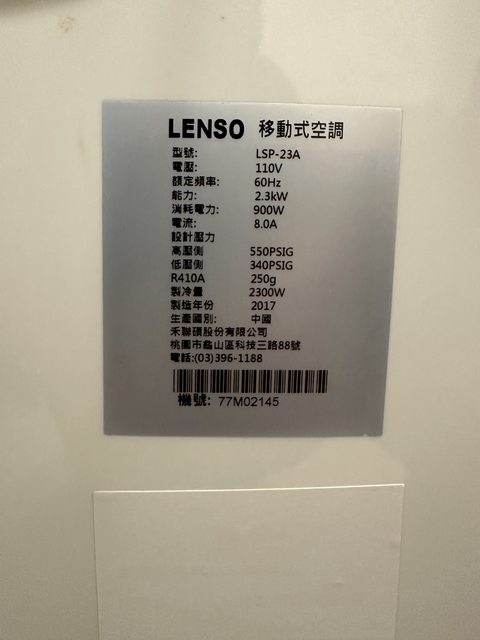 LENSO 移動式空調
型號: LSP-23A
電壓: 110V
額定頻率: 60Hz
能力: 2.3kW
消耗電力: 900W
電流: 8.0A
設計壓力
高壓側 550PSIG
低壓側 340PSIG
R410A 250g
製冷量 2300W
製造年份 2017
生產國別: 中國
禾聯碩股份有限公司
桃園市龜山區科技三路88號
電話:(03)396-1188
機號: 77M02145